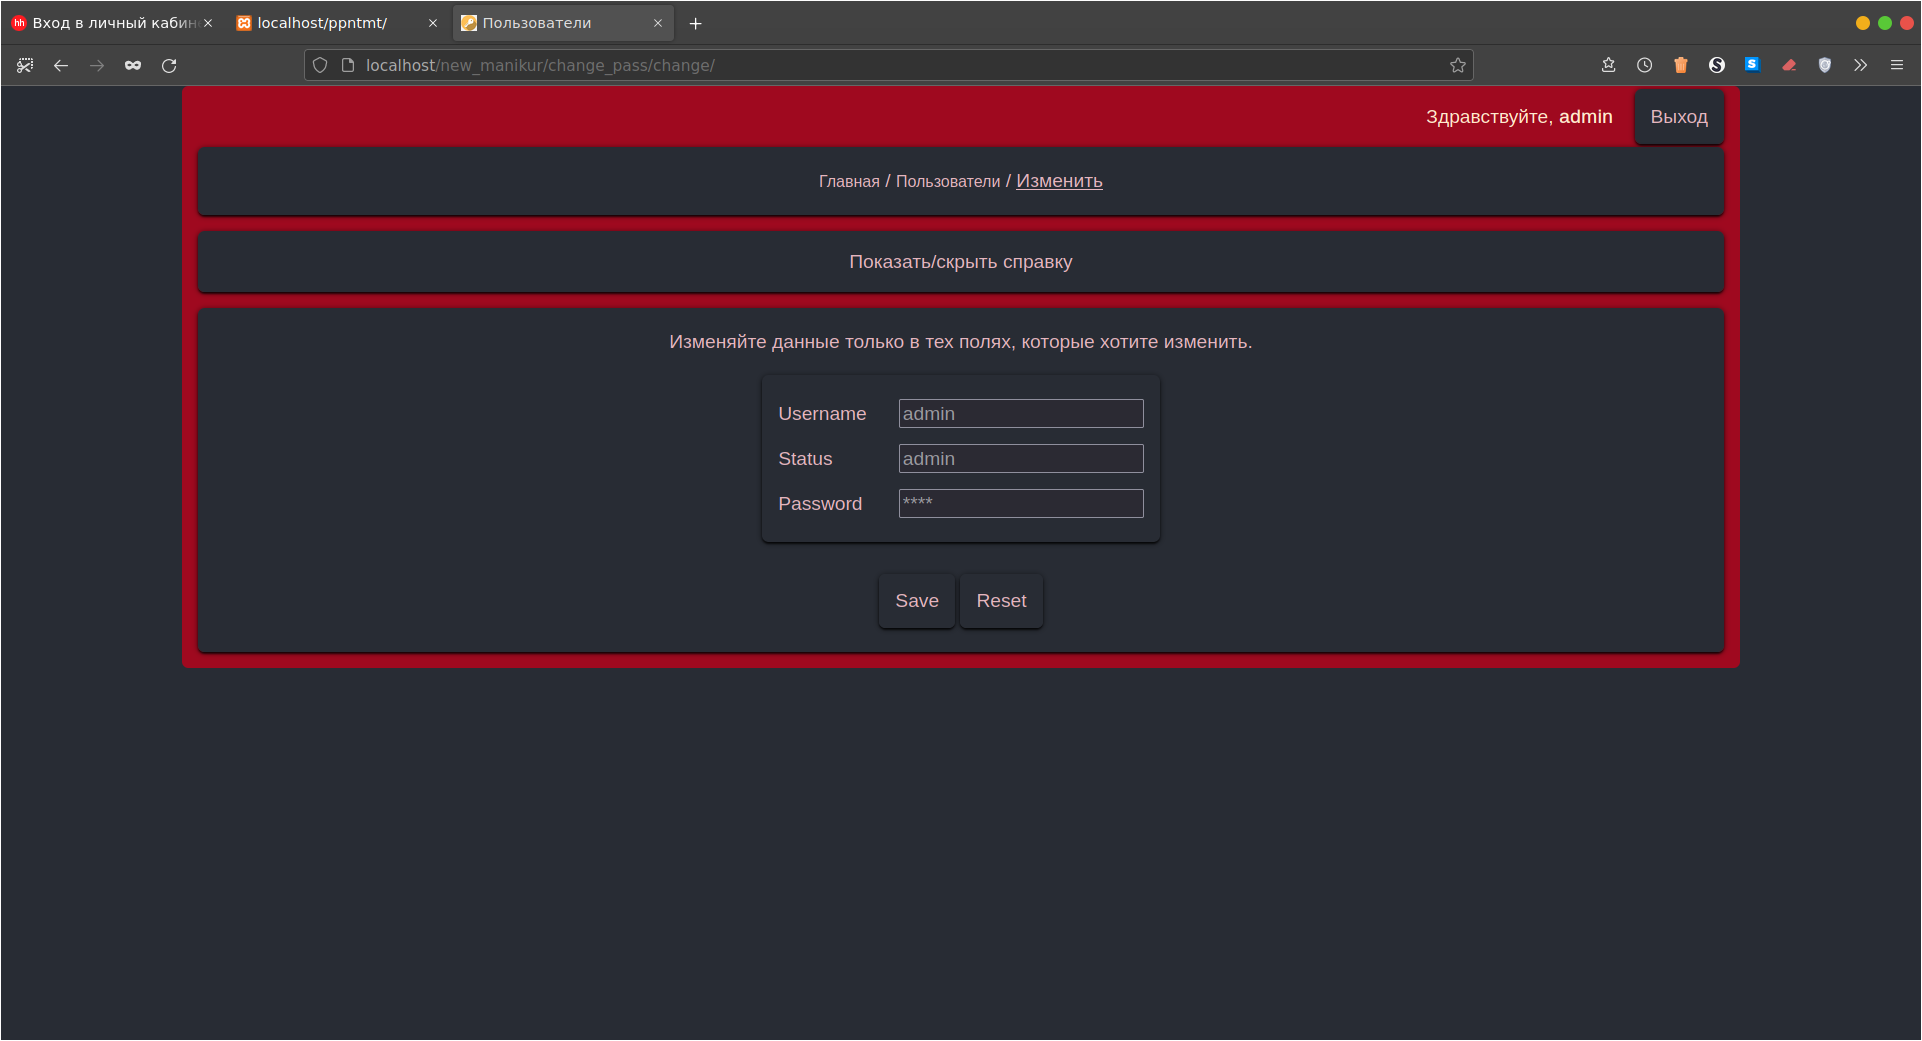 Вход в личный кабин
localhost/ppntmt/
Пользователи
localhost/new_manikur/change_pass/change/
Здравствуйте, admin
Выход
Главная / Пользователи / Изменить
Показать/скрыть справку
Изменяйте данные только в тех полях, которые хотите изменить.
Username admin
Status admin
Password ****
Save Reset